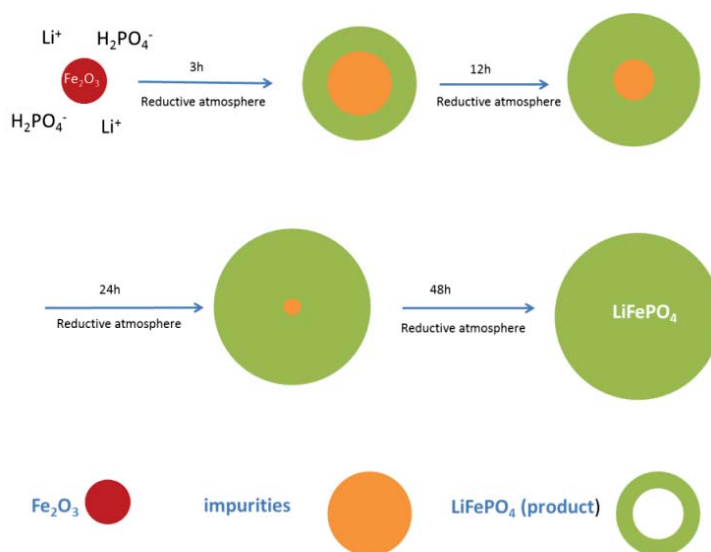 Li⁺ H₂PO₄⁻
Fe₂O₃
H₂PO₄⁻ Li⁺
3h
Reductive atmosphere
12h
Reductive atmosphere
24h
Reductive atmosphere
48h
Reductive atmosphere
LiFePO₄
Fe₂O₃
impurities
LiFePO₄ (product)